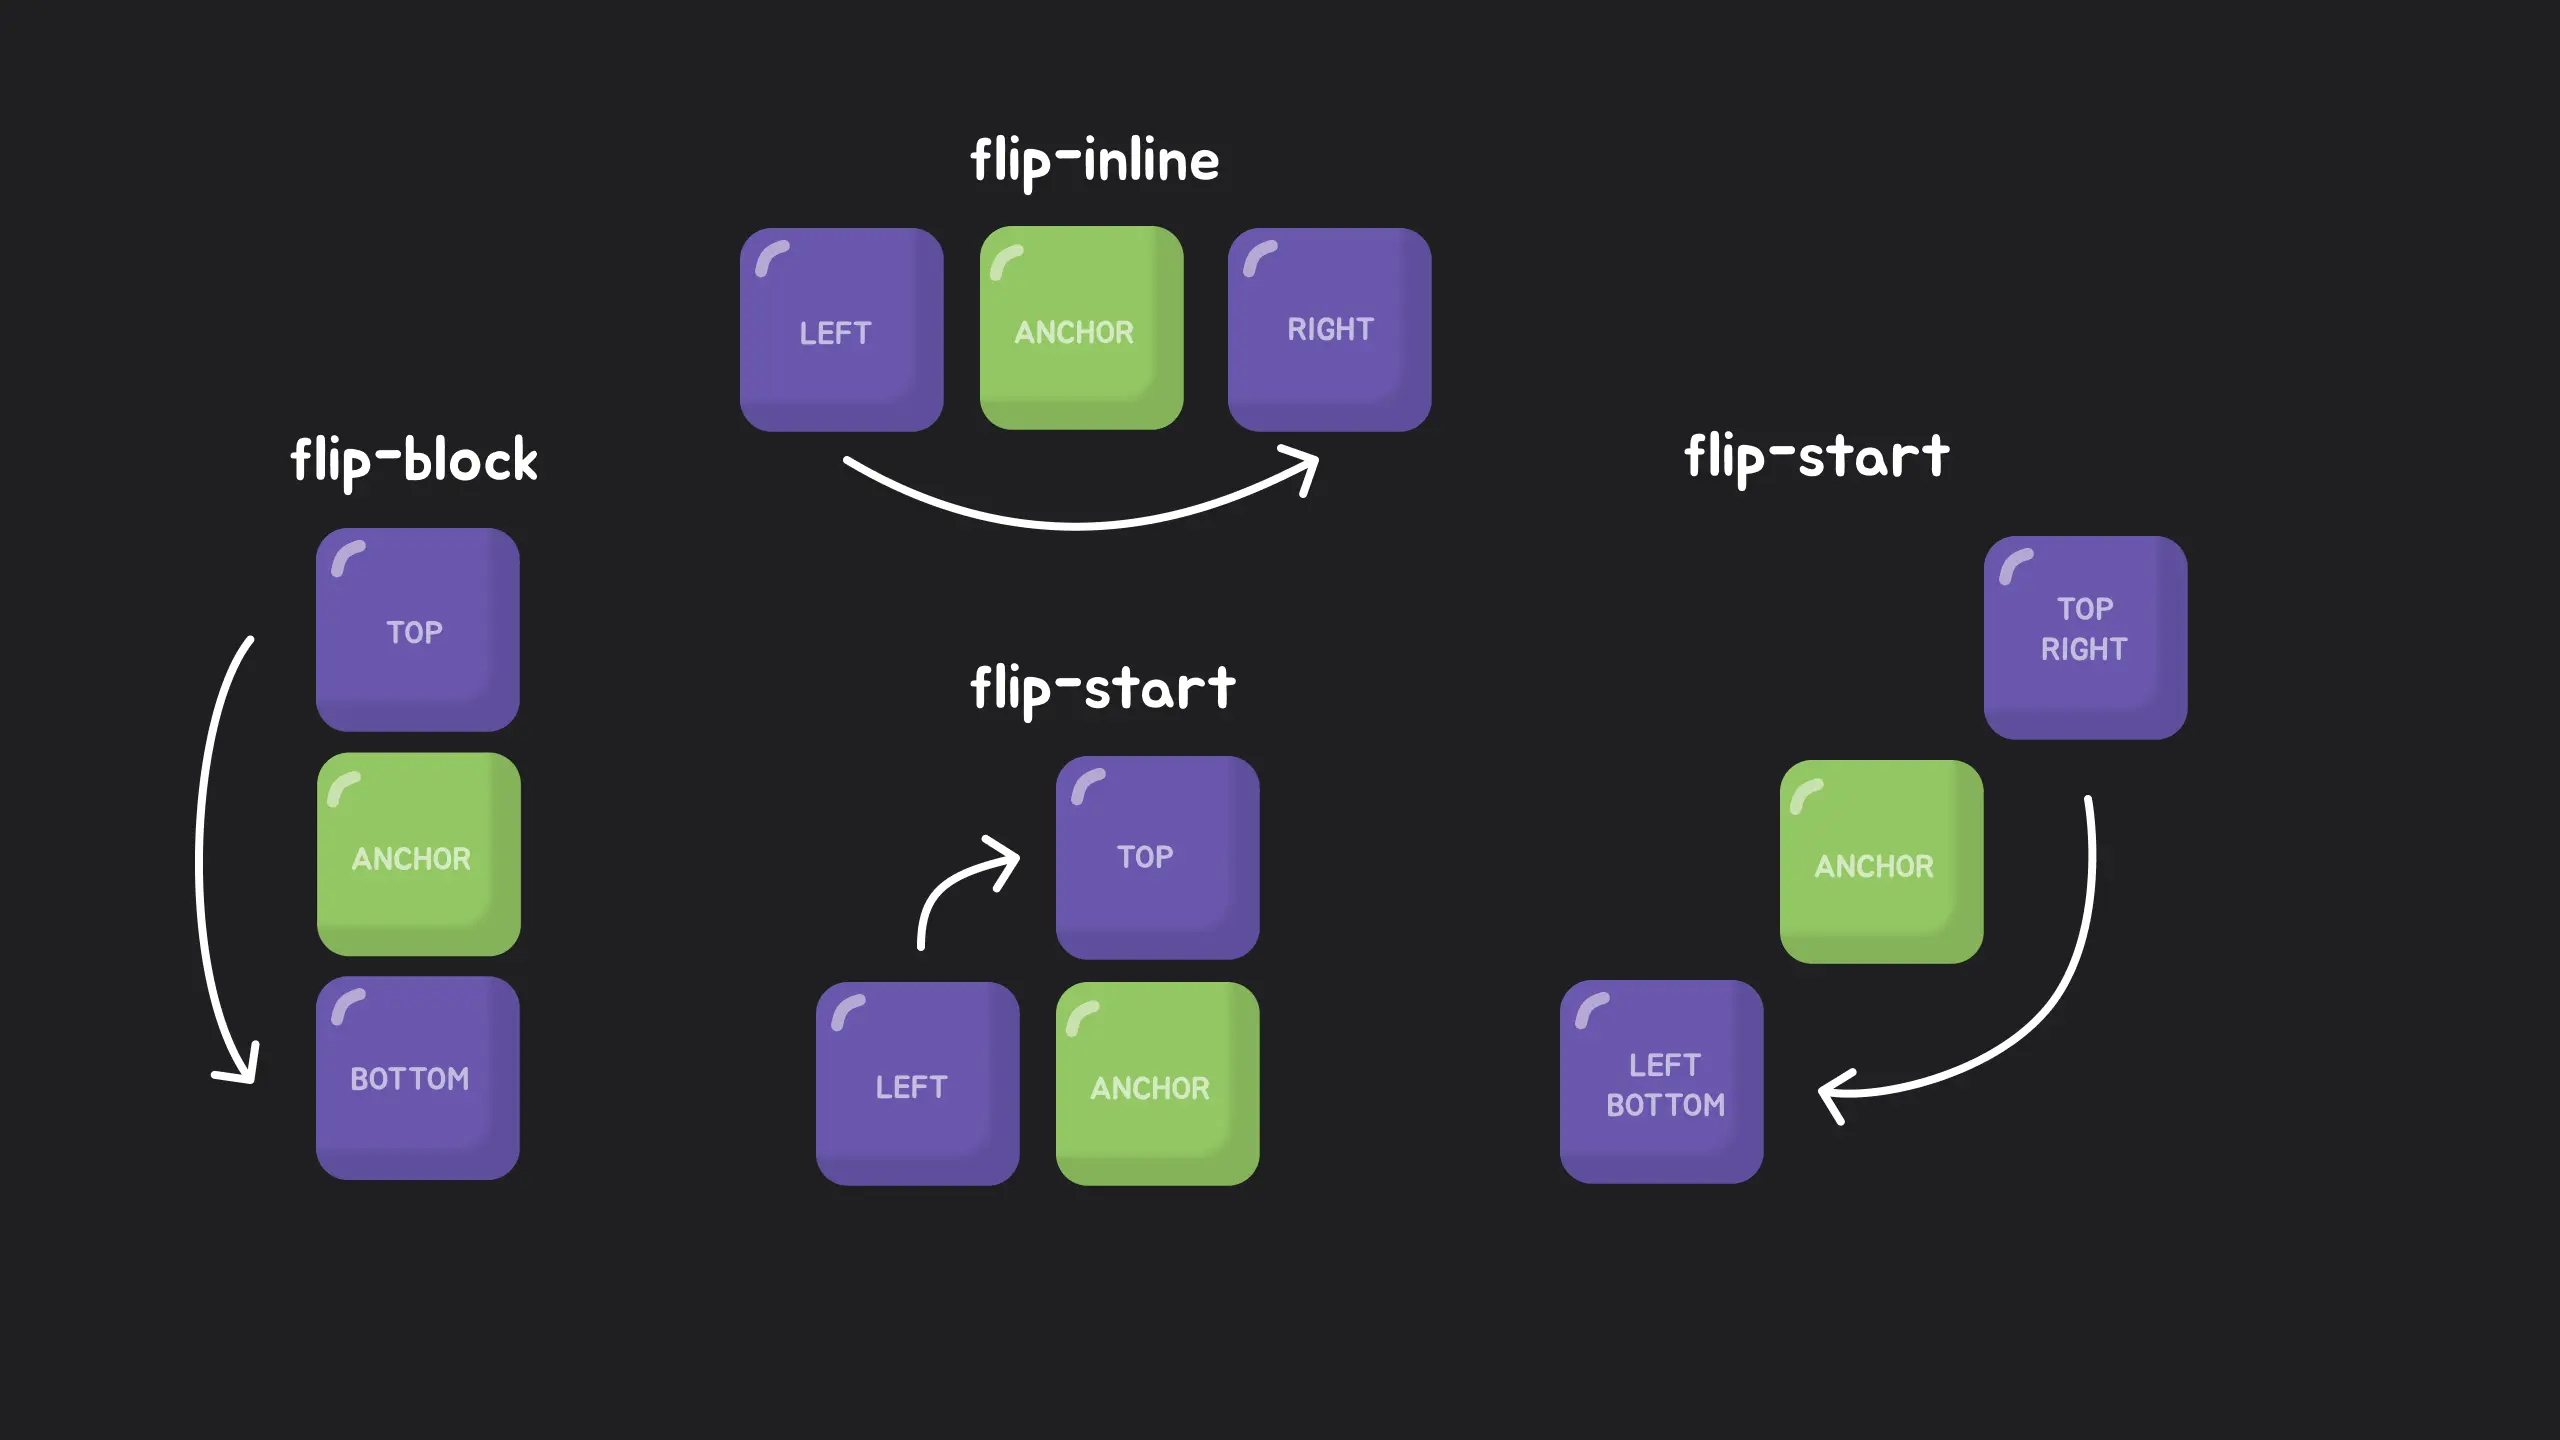 flip-inline
LEFT
ANCHOR
RIGHT
flip-block
TOP
ANCHOR
BOTTOM
flip-start
TOP
LEFT
ANCHOR
flip-start
TOP
RIGHT
ANCHOR
LEFT
BOTTOM